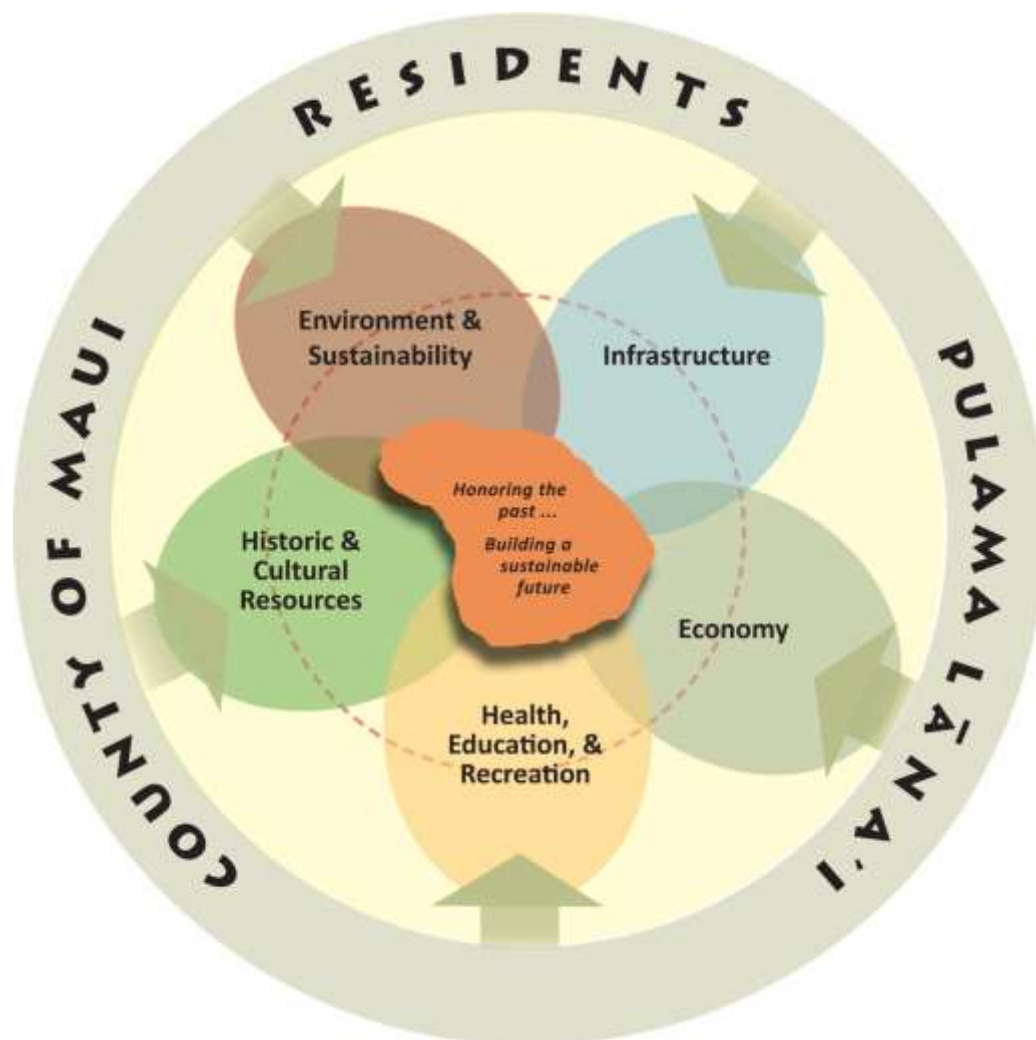 RESIDENTS
COUNTY OF MAUI
PULAMA LĀNA'I
Environment &
Sustainability
Infrastructure
Honoring the
past ...
Building a
sustainable
future
Historic &
Cultural
Resources
Economy
Health,
Education, &
Recreation